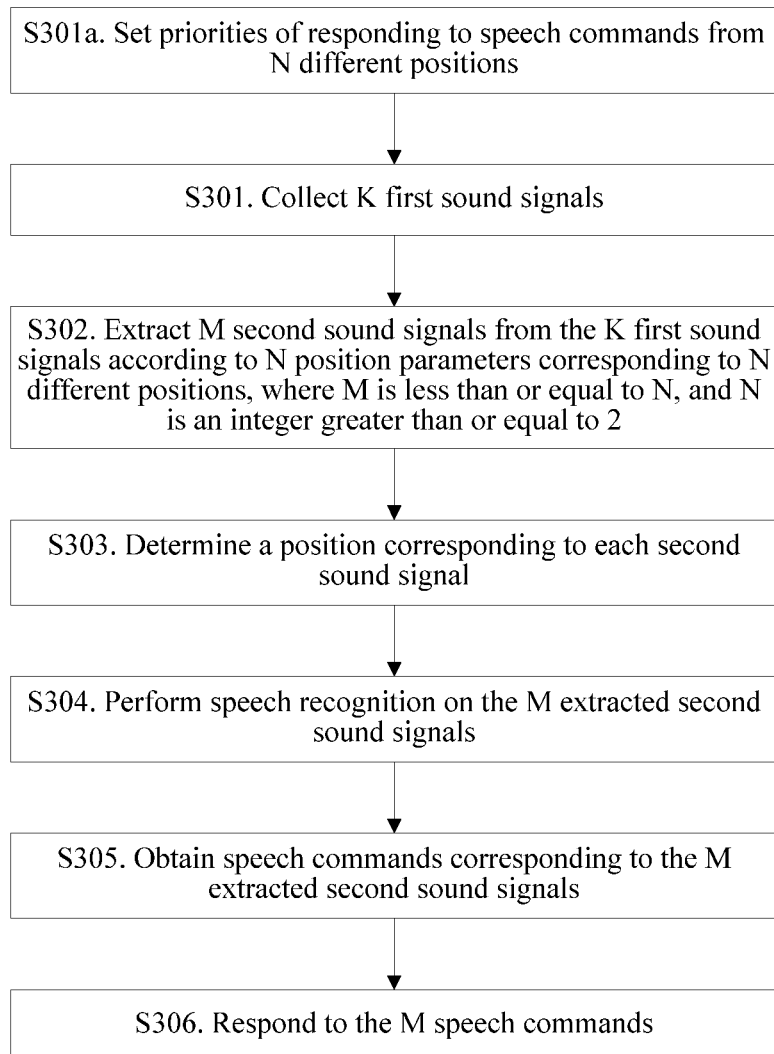 S301a. Set priorities of responding to speech commands from
N different positions
S301. Collect K first sound signals
S302. Extract M second sound signals from the K first sound
signals according to N position parameters corresponding to N
different positions, where M is less than or equal to N, and N
is an integer greater than or equal to 2
S303. Determine a position corresponding to each second
sound signal
S304. Perform speech recognition on the M extracted second
sound signals
S305. Obtain speech commands corresponding to the M
extracted second sound signals
S306. Respond to the M speech commands